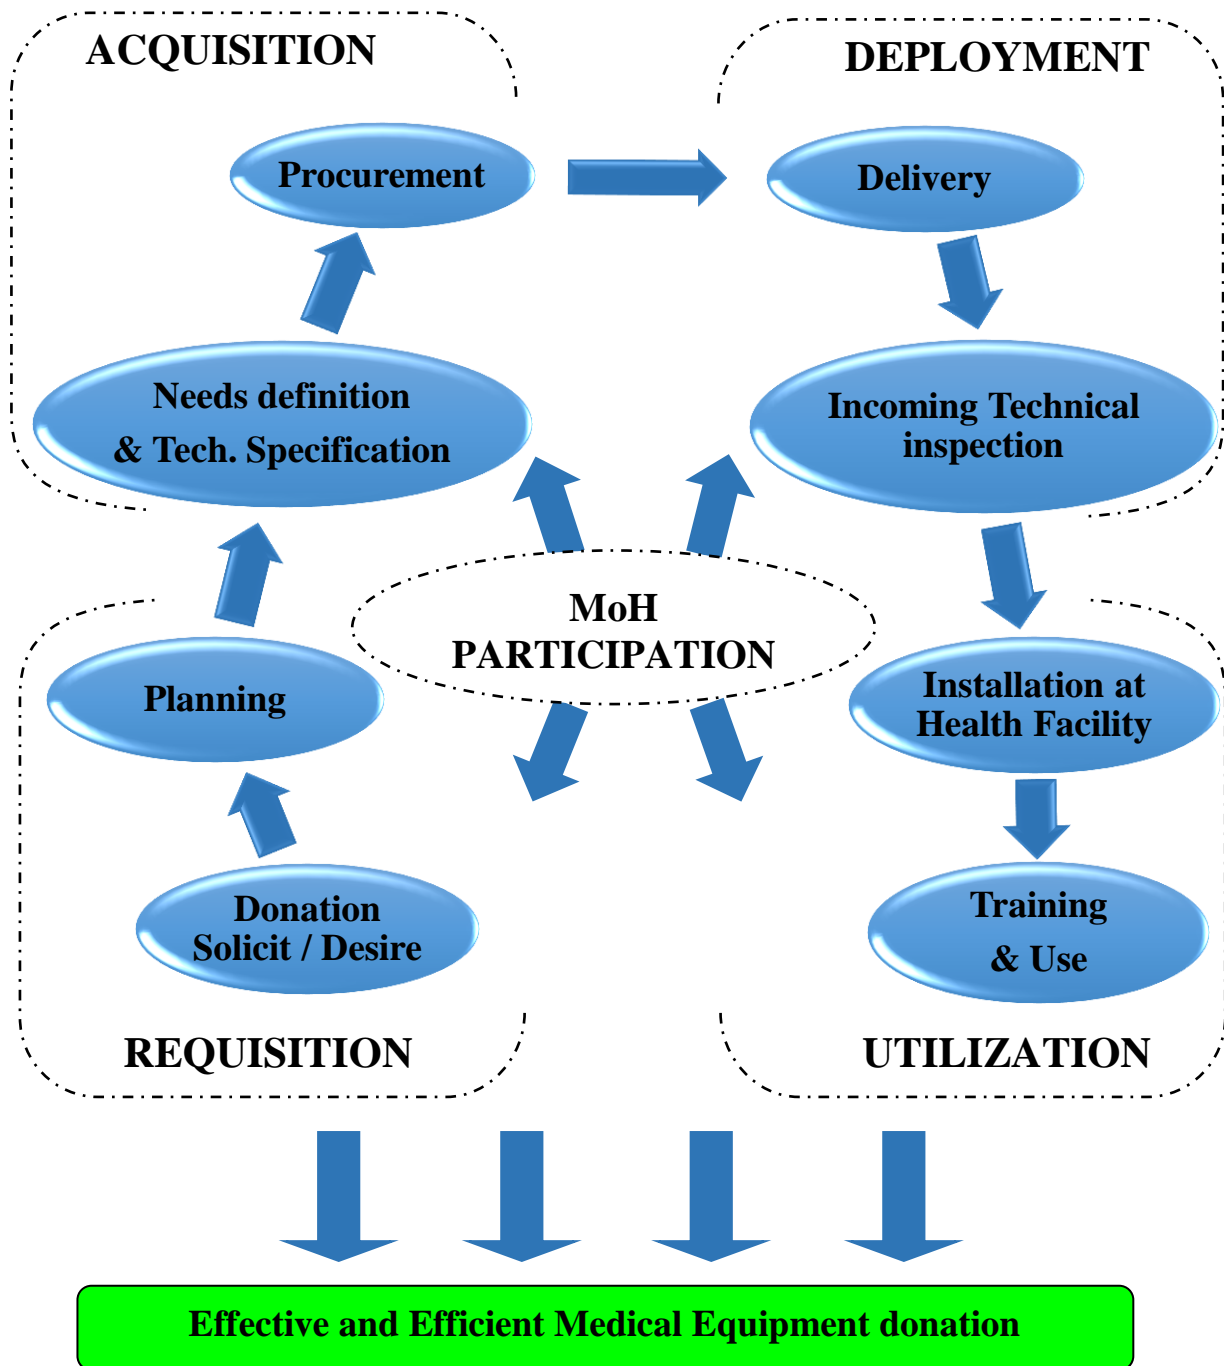 ACQUISITION
DEPLOYMENT
Procurement
Delivery
Needs definition
& Tech. Specification
Incoming Technical
inspection
MoH
PARTICIPATION
Planning
Installation at
Health Facility
Donation
Solicit / Desire
Training
& Use
REQUISITION
UTILIZATION
Effective and Efficient Medical Equipment donation